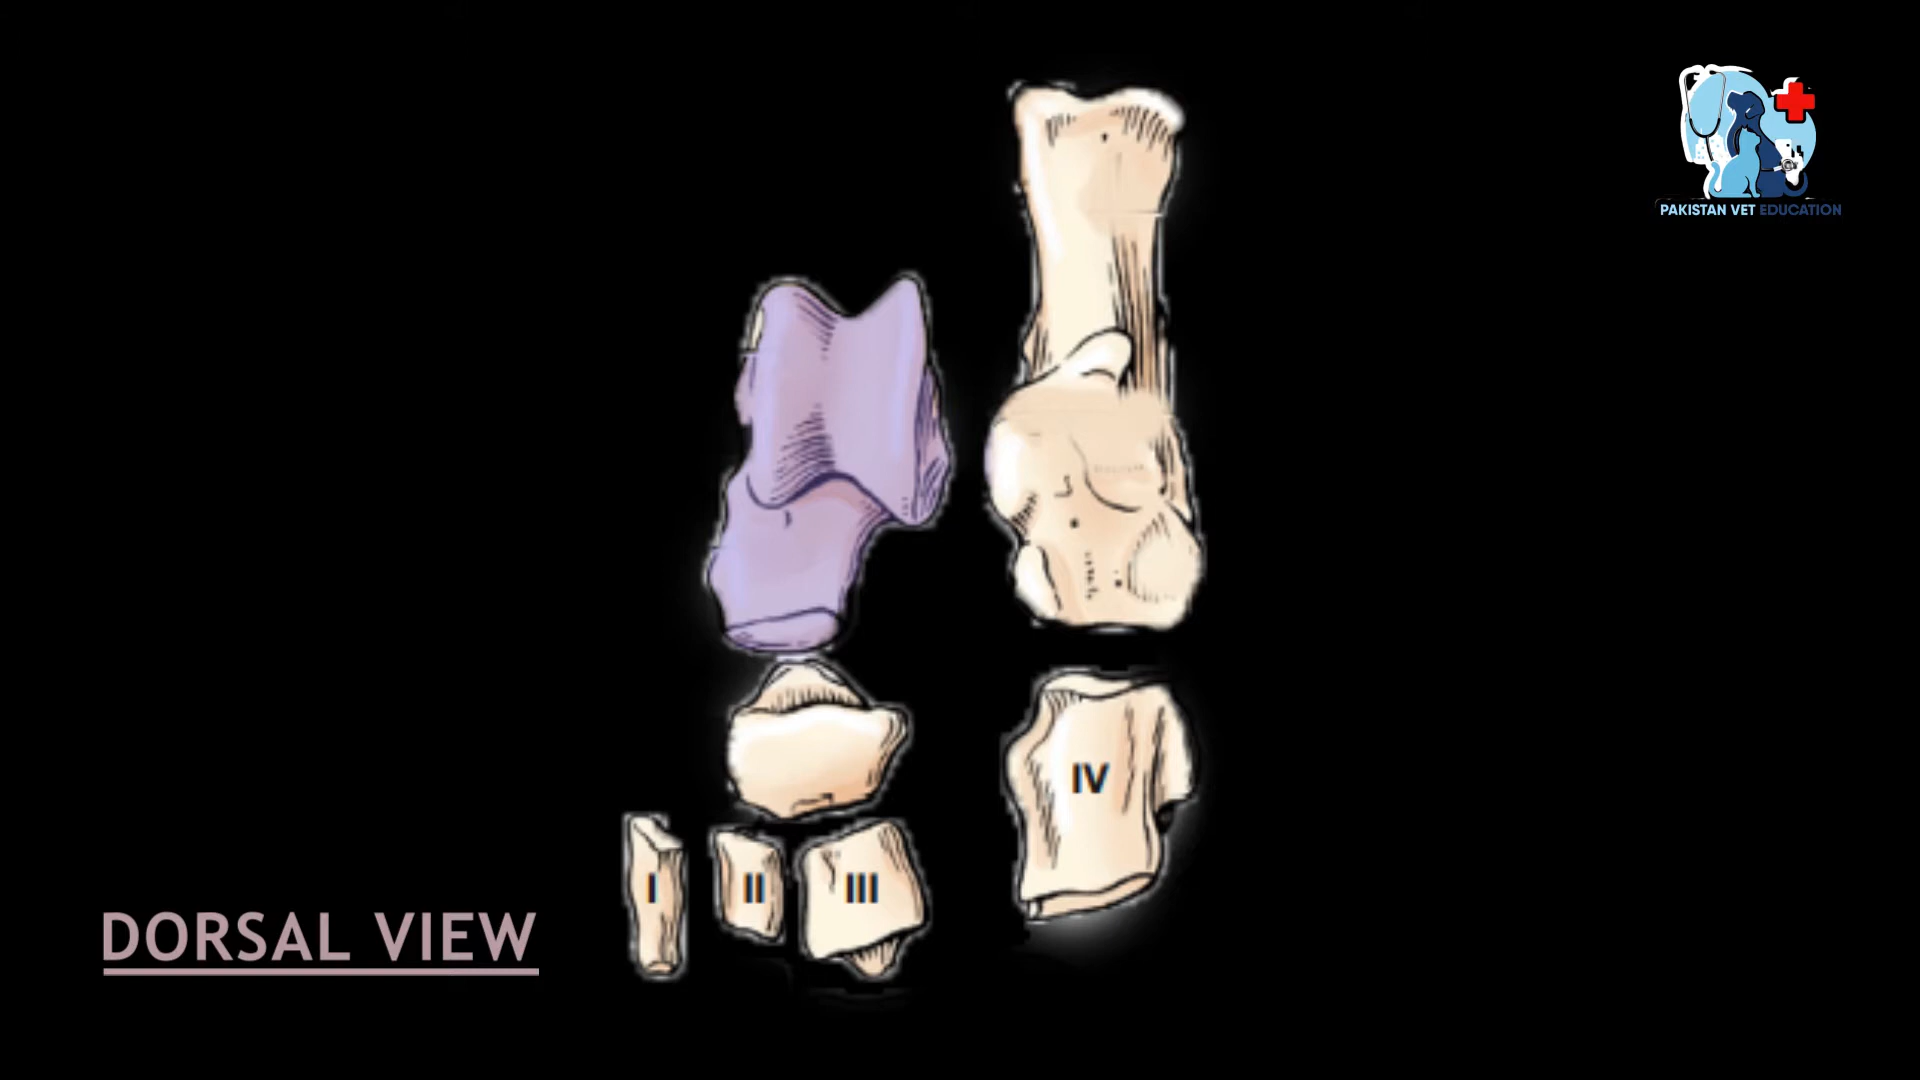 PAKISTAN VET EDUCATION
IV
I
II
III
DORSAL VIEW